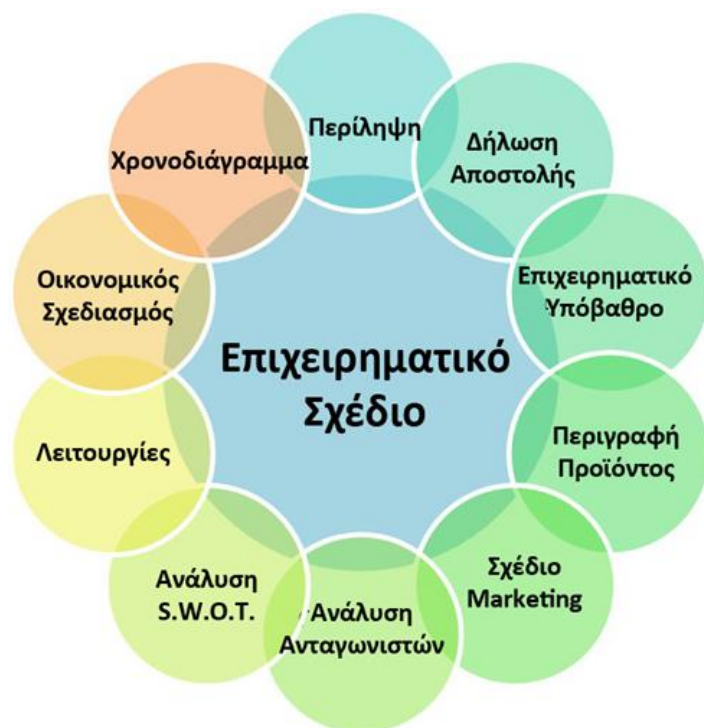 Επιχειρηματικό
Σχέδιο
Περίληψη
Δήλωση
Αποστολής
Επιχειρηματικό
Υπόβαθρο
Περιγραφή
Προϊόντος
Σχέδιο
Marketing
Ανάλυση
Ανταγωνιστών
Ανάλυση
S.W.O.T.
Λειτουργίες
Οικονομικός
Σχεδιασμός
Χρονοδιάγραμμα